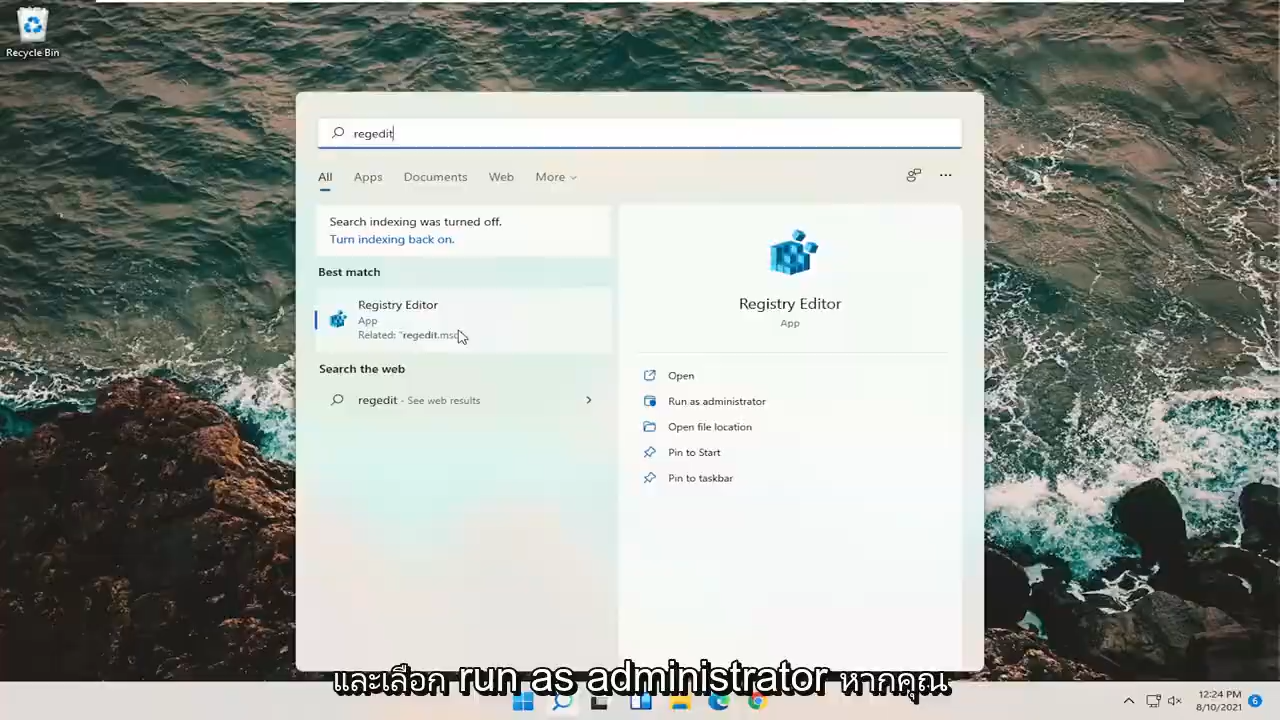 Recycle Bin
regedit
All Apps Documents Web More
Search indexing was turned off.
Turn indexing back on.
Best match
Registry Editor
App
Related: "regedit.msc
Search the web
regedit - See web results
Registry Editor
App
Open
Run as administrator
Open file location
Pin to Start
Pin to taskbar
และเลือก run as administrator หากคุณ
12:24 PM
8/10/2021
6